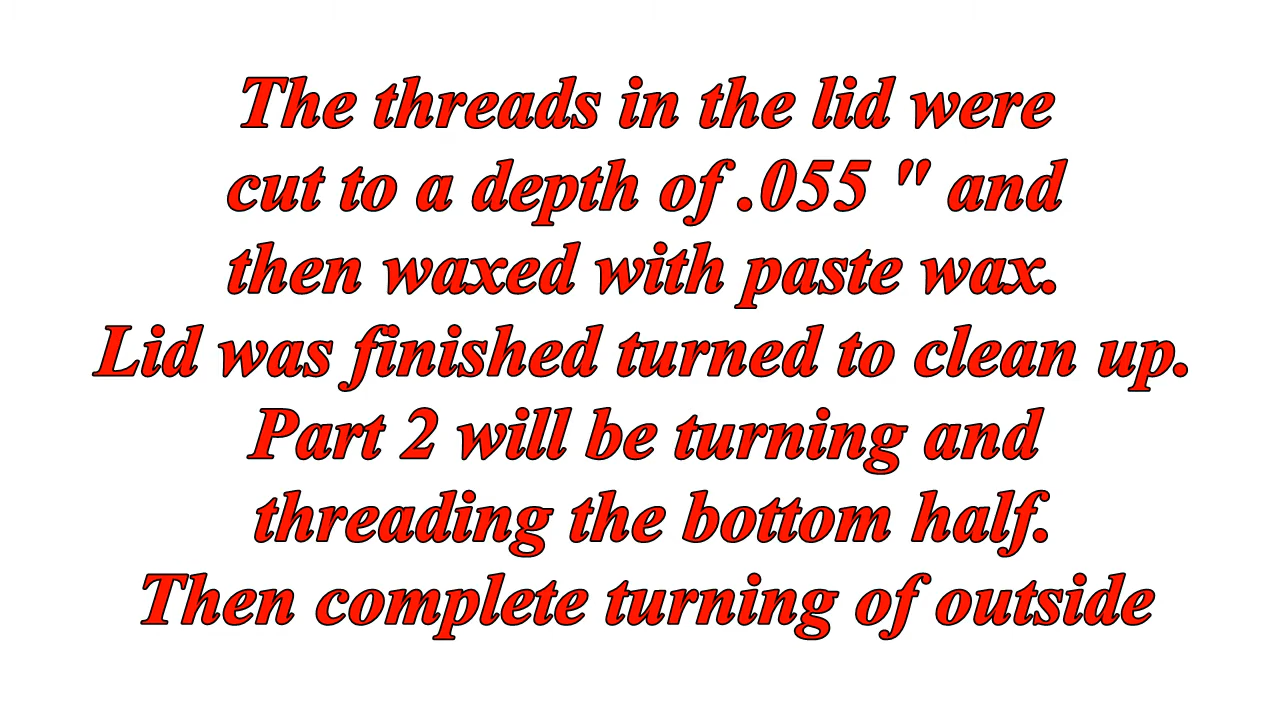 The threads in the lid were
cut to a depth of .055 " and
then waxed with paste wax.
Lid was finished turned to clean up.
Part 2 will be turning and
threading the bottom half.
Then complete turning of outside